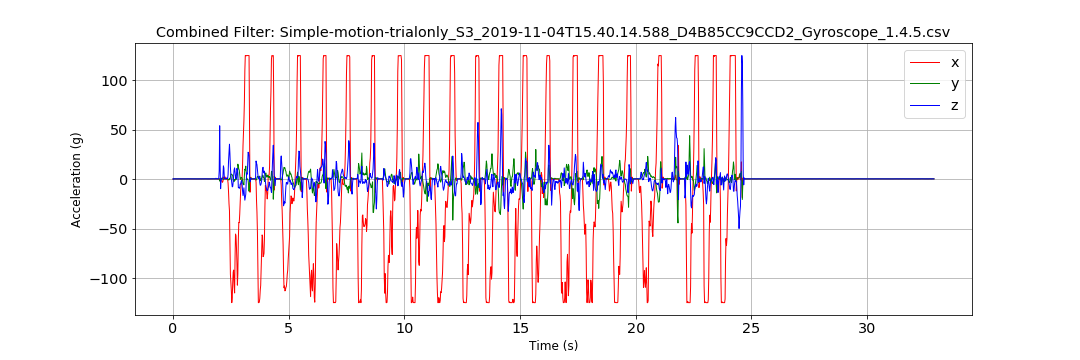 Combined Filter: Simple-motion-trialonly_S3_2019-11-04T15.40.14.588_D4B85CC9CCD2_Gyroscope_1.4.5.csv
x
y
z
100
50
0
−50
−100
Acceleration (g)
0 5 10 15 20 25 30
Time (s)